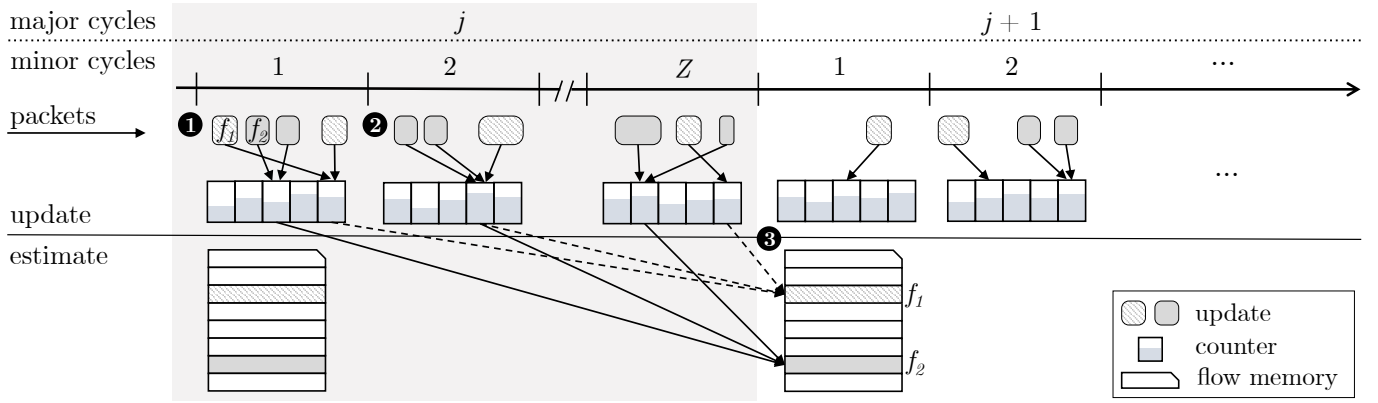 major cycles j j + 1
minor cycles 1 2 Z 1 2 ...
packets ❶ f1 f2 ❷
...
update
❸
estimate
f1
update
counter
f2
flow memory